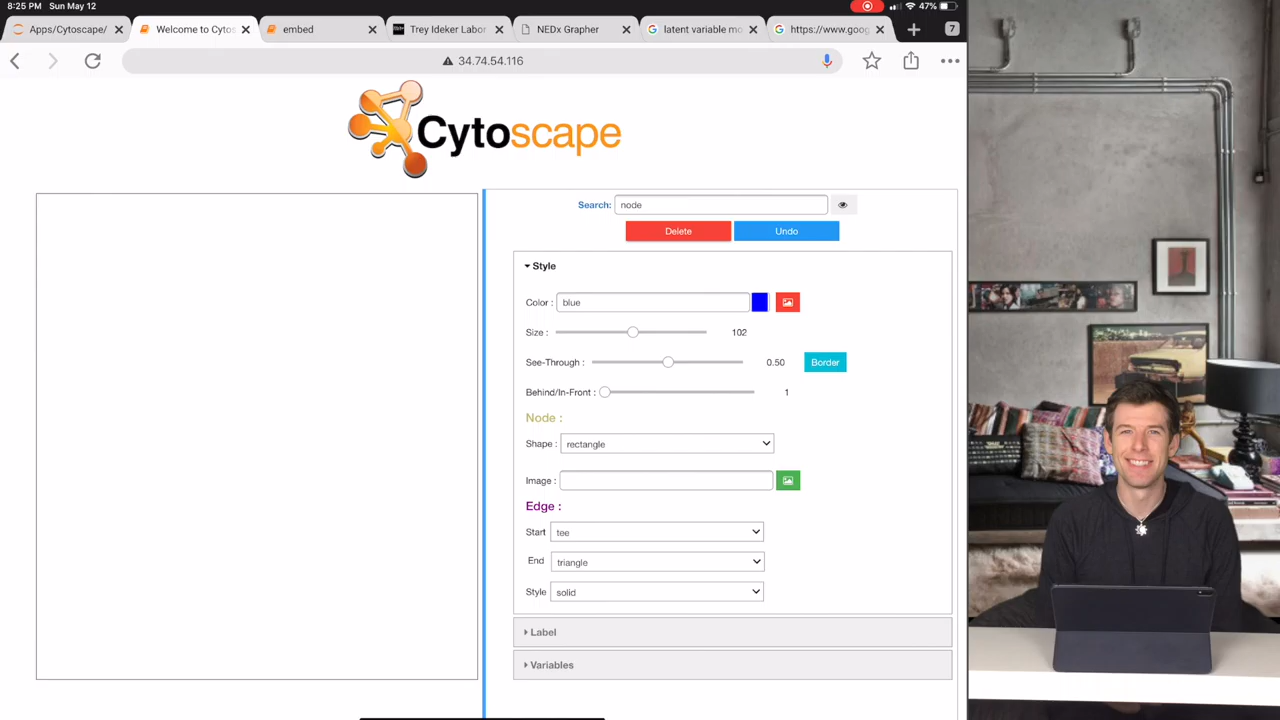 8:25 PM Sun May 12
47%
Apps/Cytoscape/
Welcome to Cytos
embed
Trey Ideker Labor
NEDx Grapher
latent variable mo
https://www.goog
7
34.74.54.116
Cytoscape
Search: node
Delete Undo
Style
Color : blue
Size : 102
See-Through : 0.50 Border
Behind/In-Front : 1
Node :
Shape : rectangle
Image :
Edge :
Start tee
End triangle
Style solid
Label
Variables